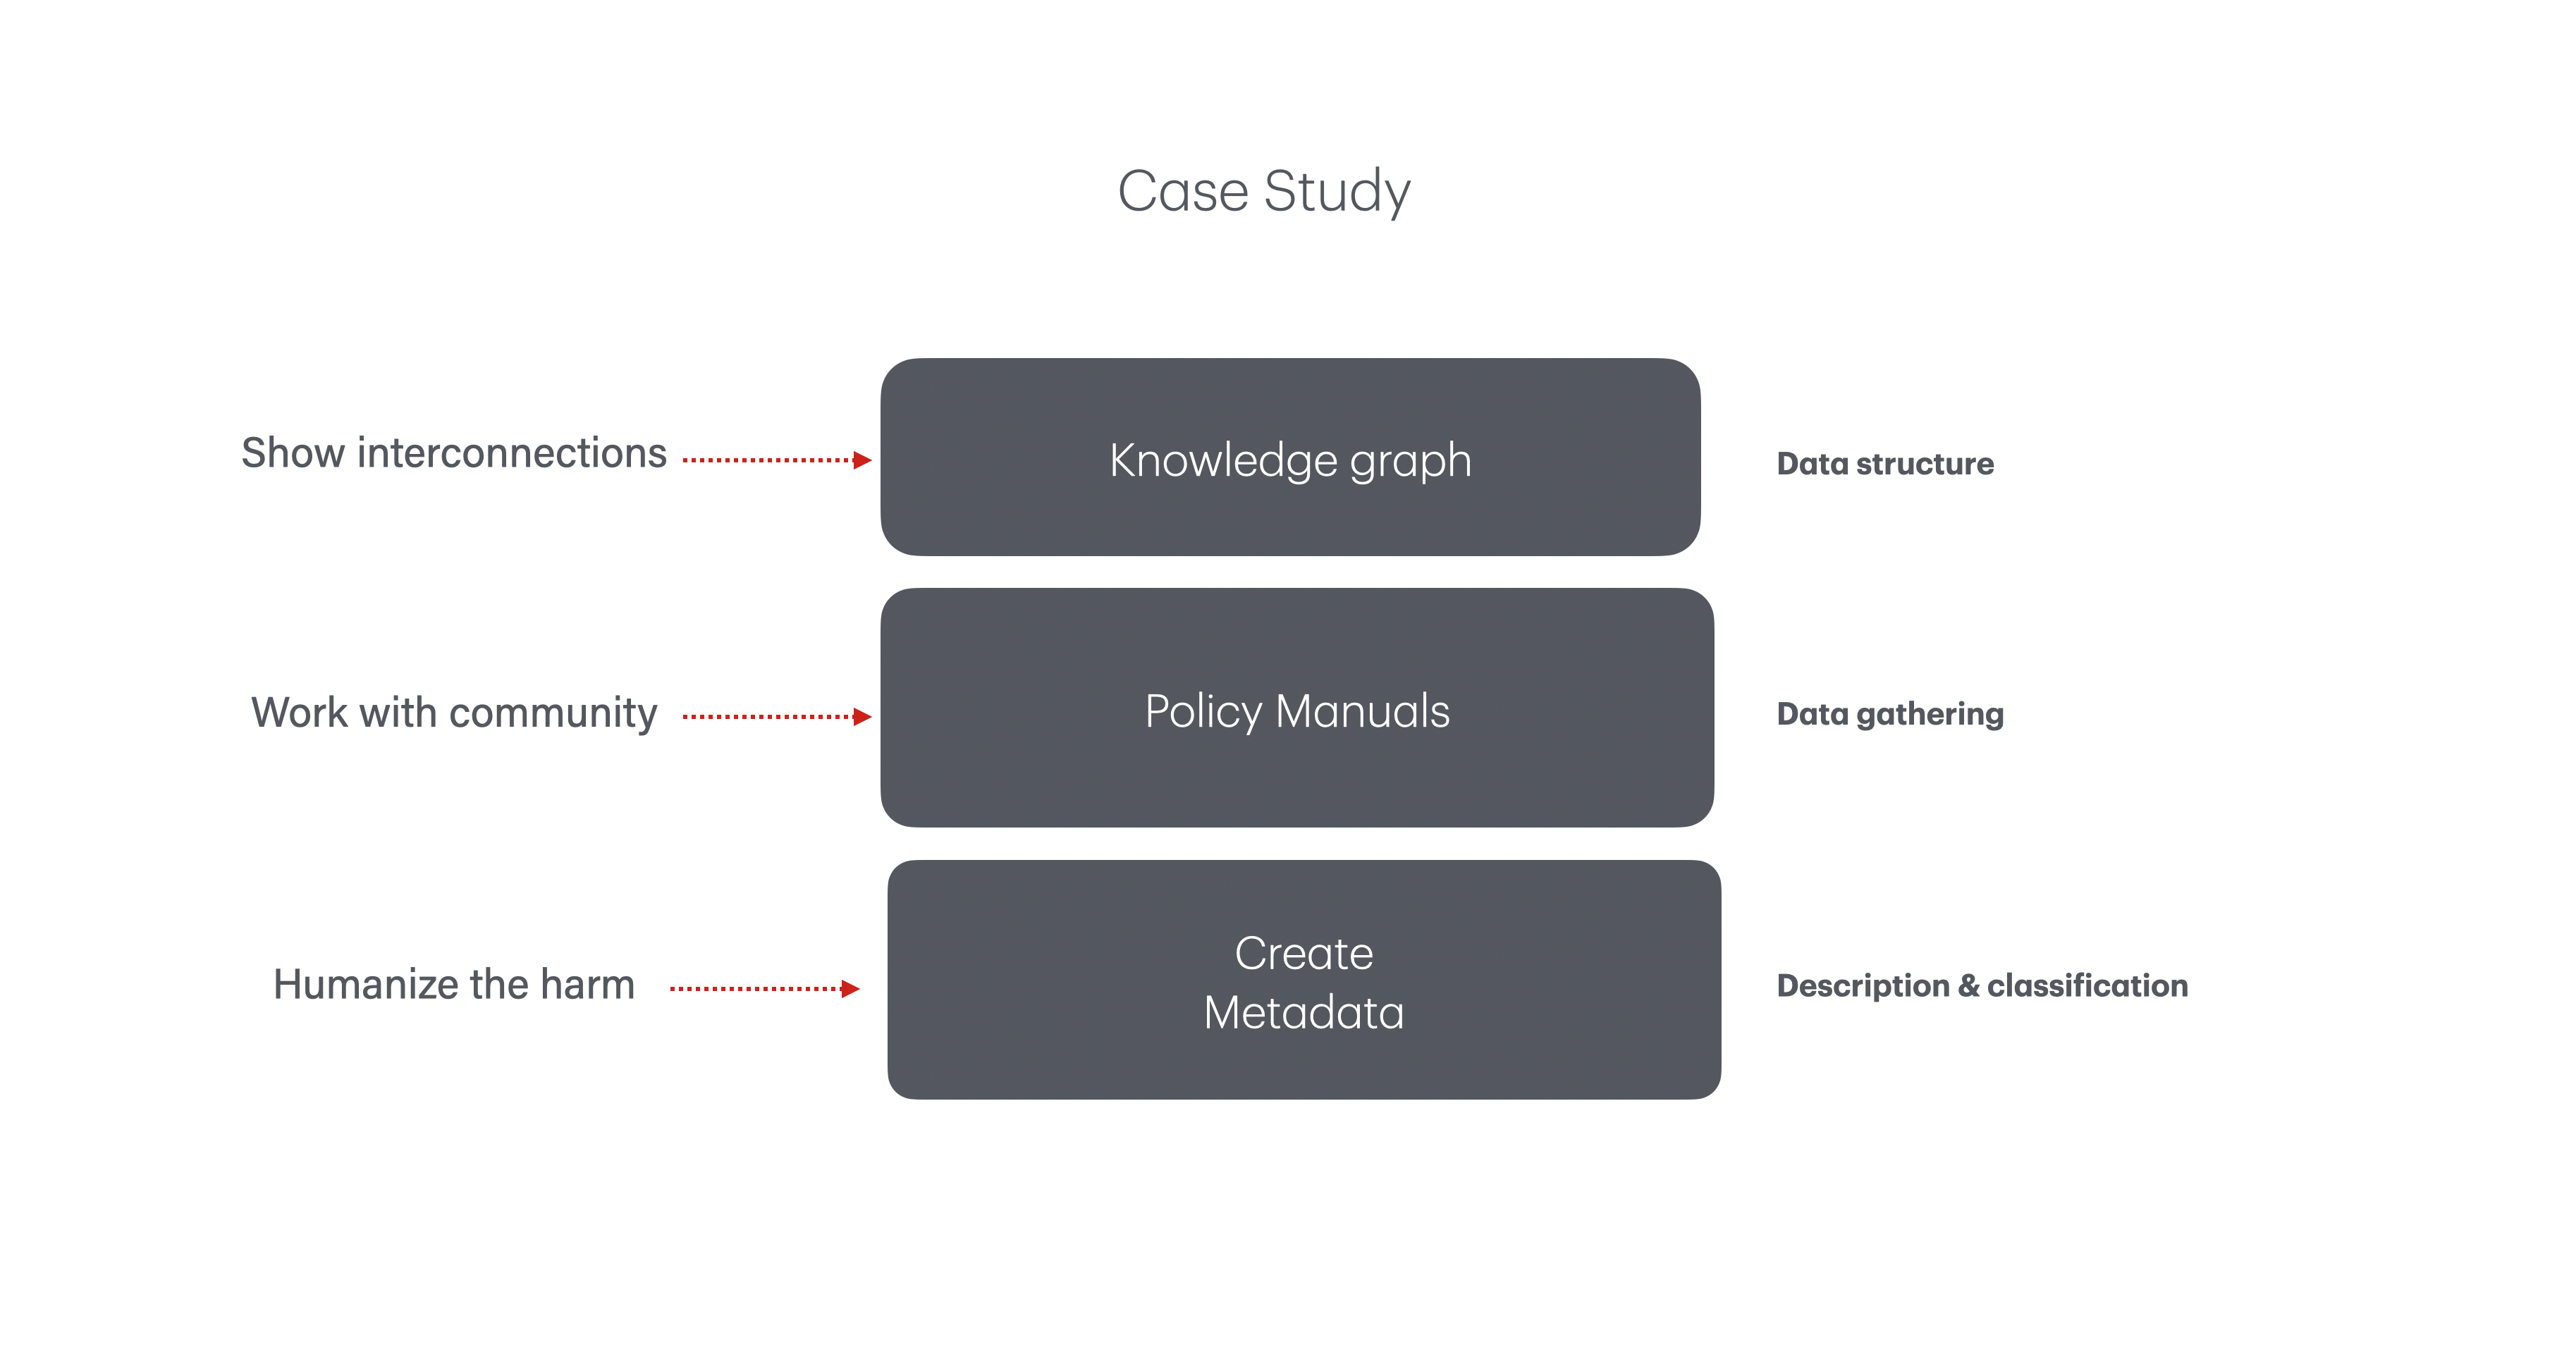 Case Study
Show interconnections
Knowledge graph
Data structure
Work with community
Policy Manuals
Data gathering
Humanize the harm
Create
Metadata
Description & classification